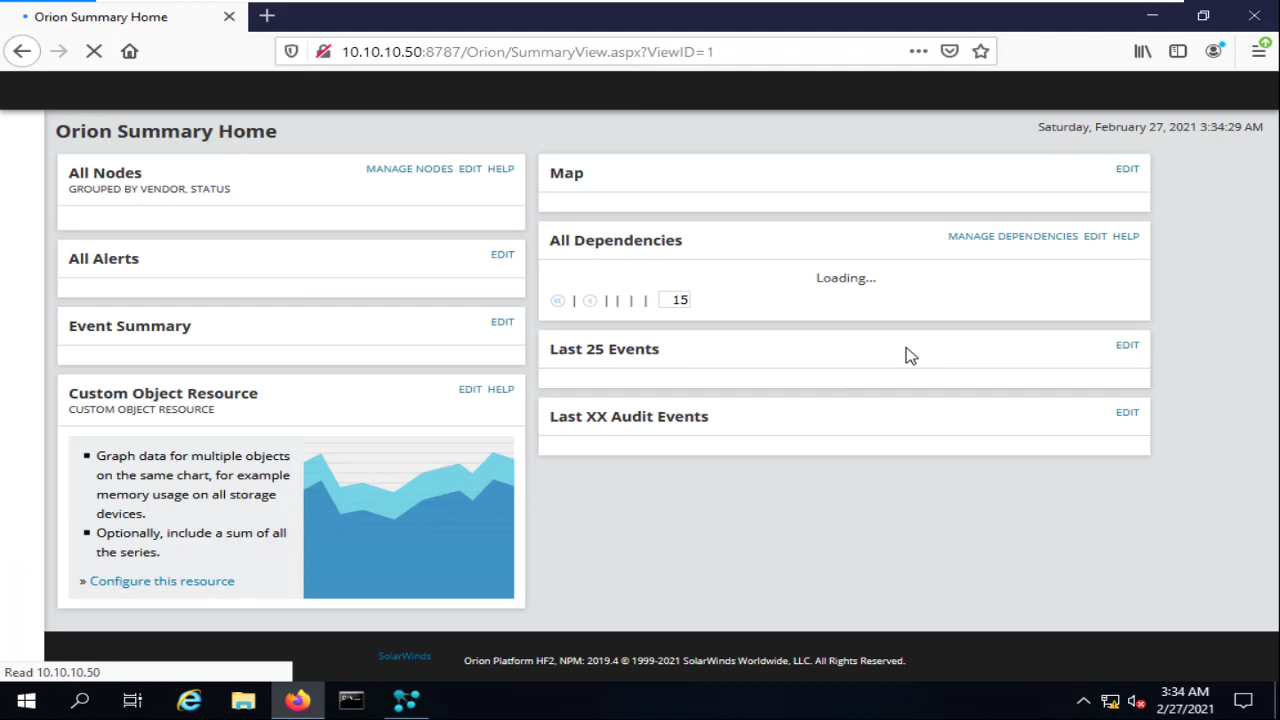 Orion Summary Home
10.10.10.50:8787/Orion/SummaryView.aspx?ViewID=1
Orion Summary Home
Saturday, February 27, 2021 3:34:29 AM
All Nodes
MANAGE NODES EDIT HELP
GROUPED BY VENDOR, STATUS
All Alerts
EDIT
Event Summary
EDIT
Custom Object Resource
EDIT HELP
CUSTOM OBJECT RESOURCE
Graph data for multiple objects
on the same chart, for example
memory usage on all storage
devices.
Optionally, include a sum of all
the series.
» Configure this resource
Map
EDIT
All Dependencies
MANAGE DEPENDENCIES EDIT HELP
Loading...
| | | | | 15
Last 25 Events
EDIT
Last XX Audit Events
EDIT
SolarWinds
Orion Platform HF2, NPM: 2019.4 © 1999-2021 SolarWinds Worldwide, LLC. All Rights Reserved.
Read 10.10.10.50
3:34 AM
2/27/2021